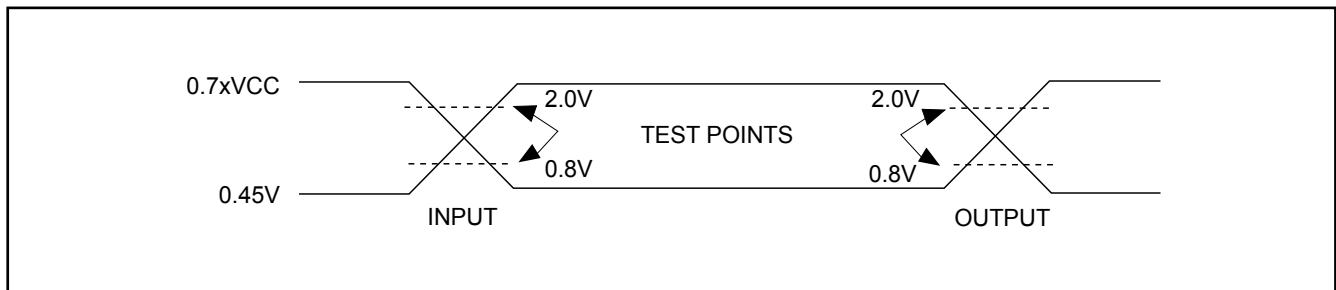 0.7xVCC
2.0V
2.0V
TEST POINTS
0.8V
0.8V
0.45V
INPUT
OUTPUT